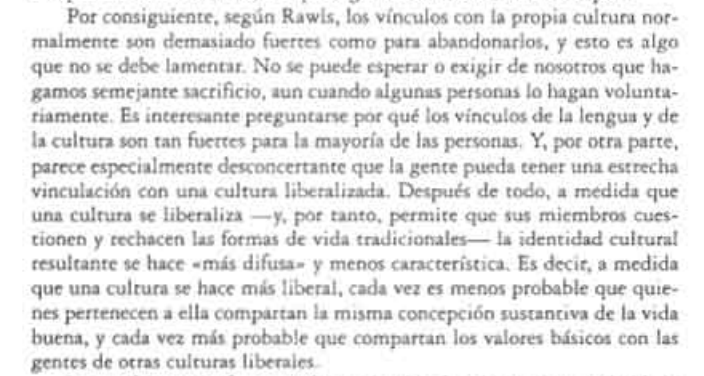 Por consiguiente, según Rawls, los vínculos con la propia cultura nor-
malmente son demasiado fuertes como para abandonarlos, y esto es algo
que no se debe lamentar. No se puede esperar o exigir de nosotros que ha-
gamos semejante sacrificio, aun cuando algunas personas lo hagan volunta-
riamente. Es interesante preguntarse por qué los vínculos de la lengua y de
la cultura son tan fuertes para la mayoría de las personas. Y, por otra parte,
parece especialmente desconcertante que la gente pueda tener una estrecha
vinculación con una cultura liberalizada. Después de todo, a medida que
una cultura se liberaliza —y, por tanto, permite que sus miembros cues-
tionen y rechacen las formas de vida tradicionales— la identidad cultural
resultante se hace «más difusa» y menos característica. Es decir, a medida
que una cultura se hace más liberal, cada vez es menos probable que quie-
nes pertenecen a ella compartan la misma concepción sustantiva de la vida
buena, y cada vez más probable que compartan los valores básicos con las
gentes de otras culturas liberales.